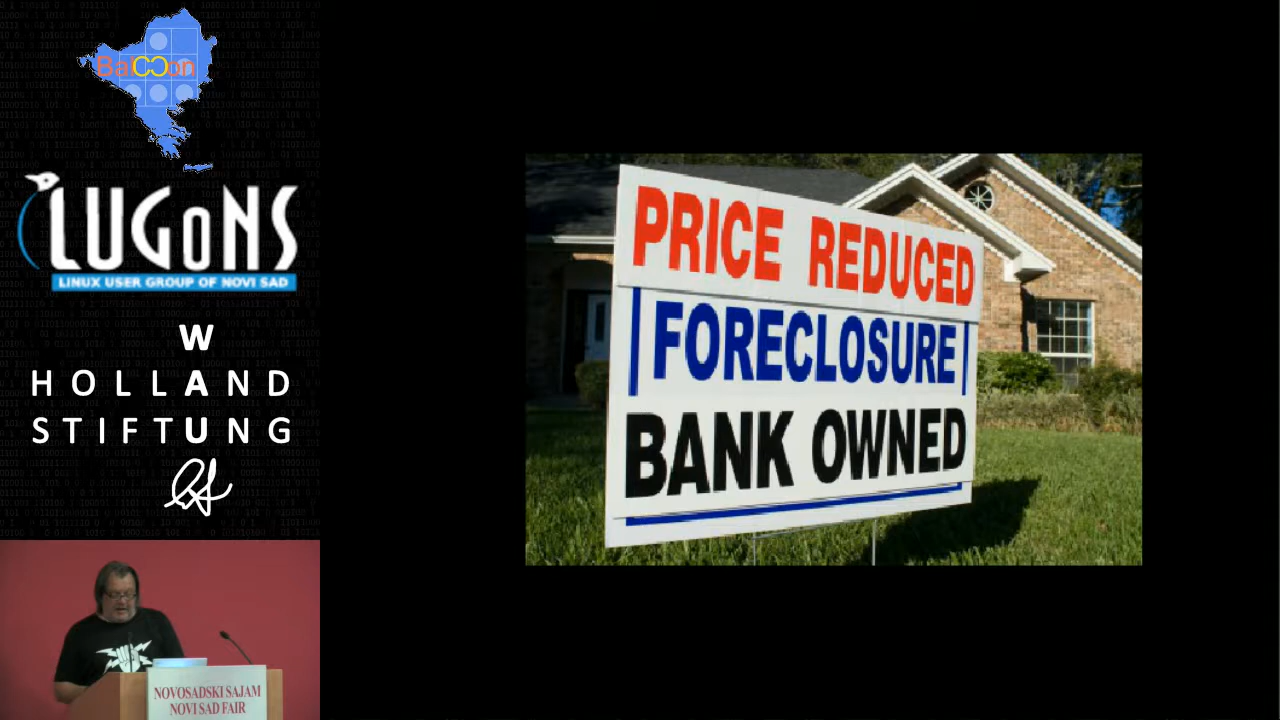 BalCCon
LUGoNS
LINUX USER GROUP OF NOVI SAD
W
HOLLAND
STIFTUNG
PRICE REDUCED
FORECLOSURE
BANK OWNED
NOVOSADSKI SAJAM
NOVI SAD FAIR